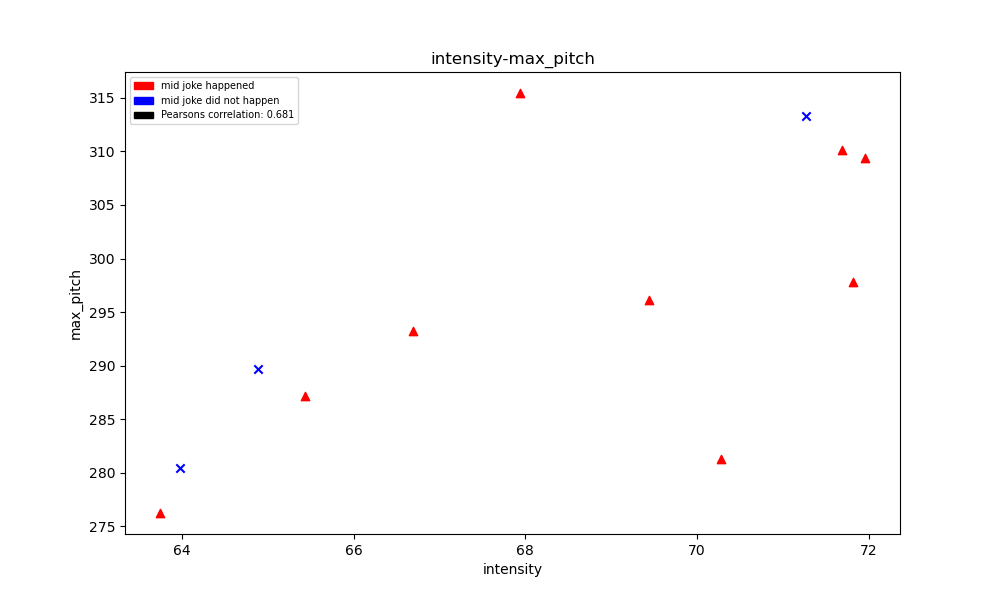 intensity-max_pitch
mid joke happened
mid joke did not happen
Pearsons correlation: 0.681
315
310
305
300
295
290
285
280
275
max_pitch
64 66 68 70 72
intensity